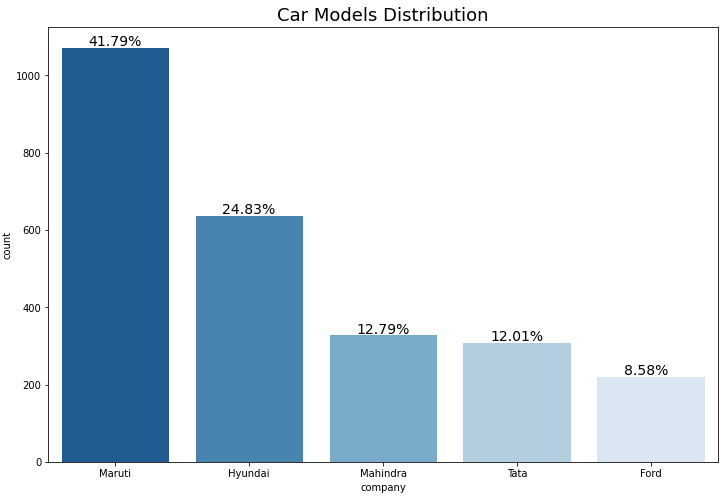 Car Models Distribution
41.79%
24.83%
12.79%
12.01%
8.58%
1000
800
600
400
200
0
count
Maruti Hyundai Mahindra Tata Ford
company